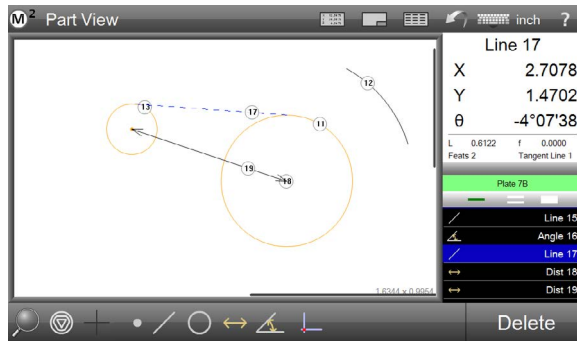 M² Part View inch ?
Line 17
X 2.7078
Y 1.4702
θ -4°07'38
L 0.6122 f 0.0000
Feats 2 Tangent Line 1
Plate 7B
Line 15
Angle 16
Line 17
Dist 18
Dist 19
13
17
11
12
19
18
1.6344 x 0.9954
Delete